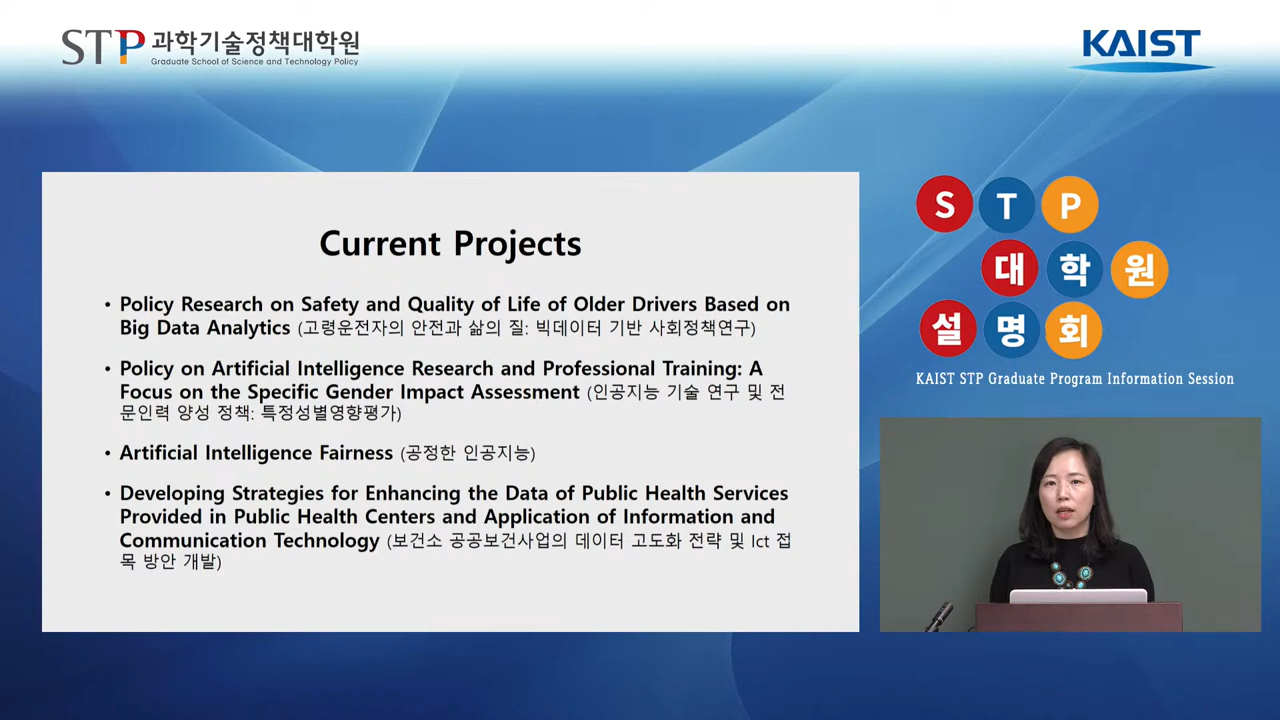 STP 과학기술정책대학원
Graduate School of Science and Technology Policy
KAIST
Current Projects
• Policy Research on Safety and Quality of Life of Older Drivers Based on
Big Data Analytics (고령운전자의 안전과 삶의 질: 빅데이터 기반 사회정책연구)
• Policy on Artificial Intelligence Research and Professional Training: A
Focus on the Specific Gender Impact Assessment (인공지능 기술 연구 및 전
문인력 양성 정책: 특정성별영향평가)
• Artificial Intelligence Fairness (공정한 인공지능)
• Developing Strategies for Enhancing the Data of Public Health Services
Provided in Public Health Centers and Application of Information and
Communication Technology (보건소 공공보건사업의 데이터 고도화 전략 및 Ict 접
목 방안 개발)
STP
대학원
설명회
KAIST STP Graduate Program Information Session